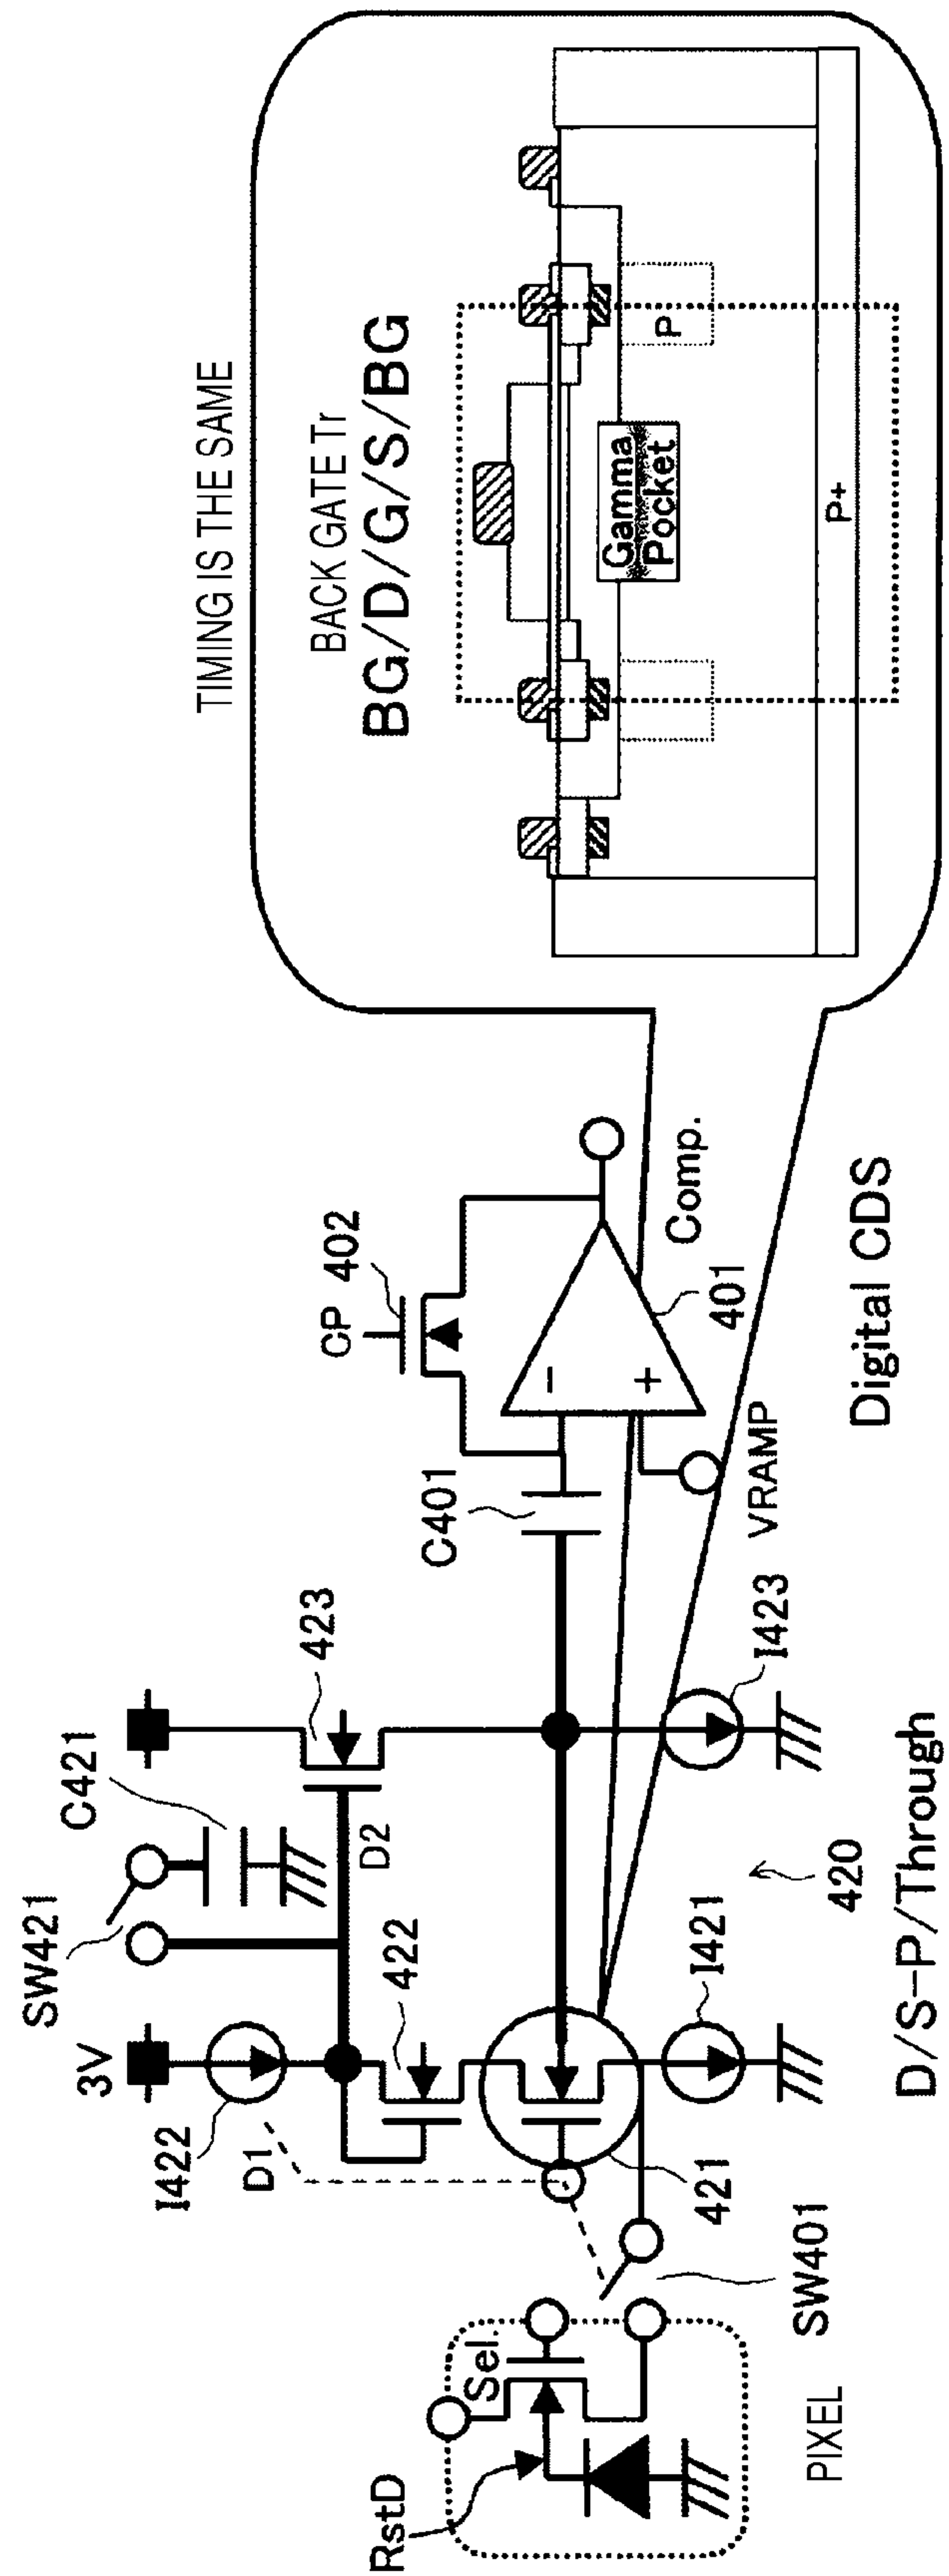 TIMING IS THE SAME
BACK GATE Tr
BG/D/G/S/BG
P
Gamma
Pocket
P+
CP
402
C401
-
+
Comp.
401
VRAMP
Digital CDS
SW421
C421
423
3V
D2
I422
422
D1
I423
I421
420
421
RstD
Sel.
SW401
PIXEL
D/S-P/Through